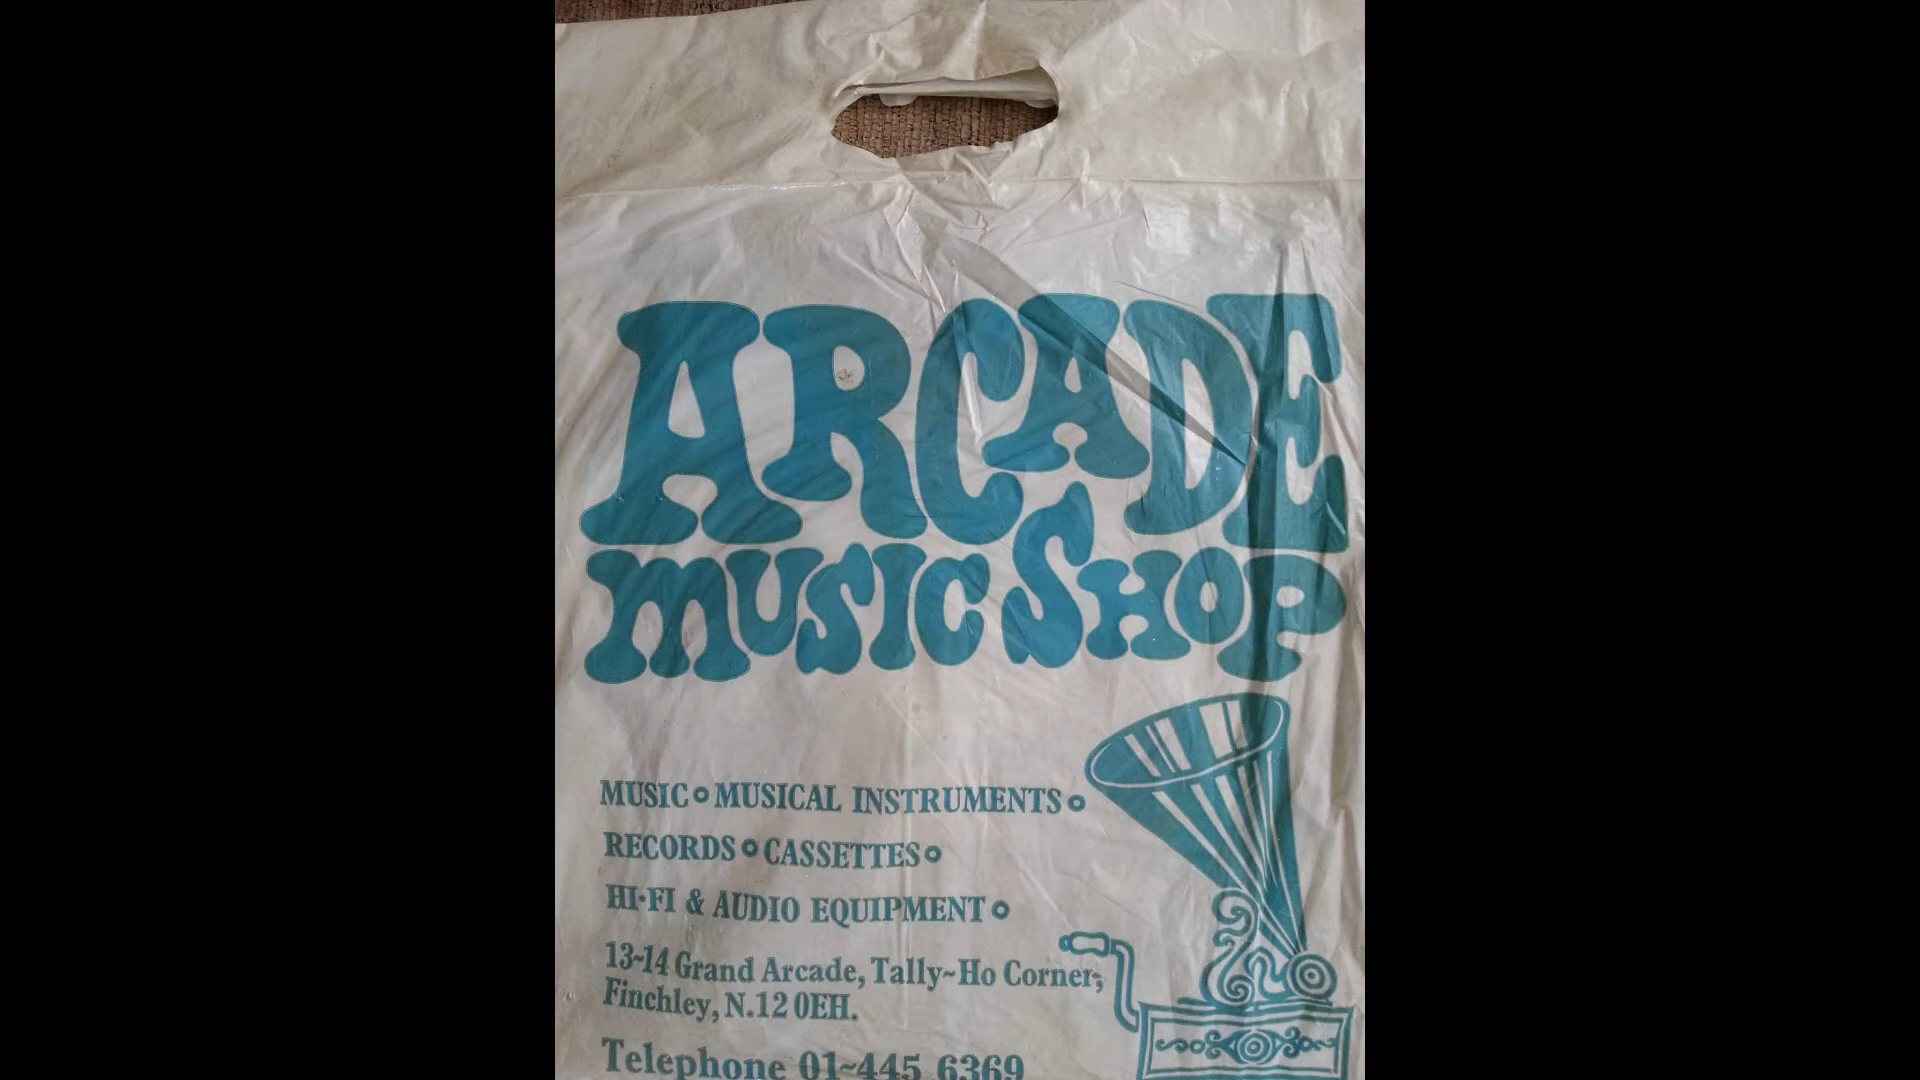 ARCADE
MUSIC SHOP
MUSIC∘MUSICAL INSTRUMENTS∘
RECORDS∘CASSETTES∘
HI·FI & AUDIO EQUIPMENT∘
13~14 Grand Arcade, Tally~Ho Corner,
Finchley, N.12 0EH.
Telephone 01~445 6369